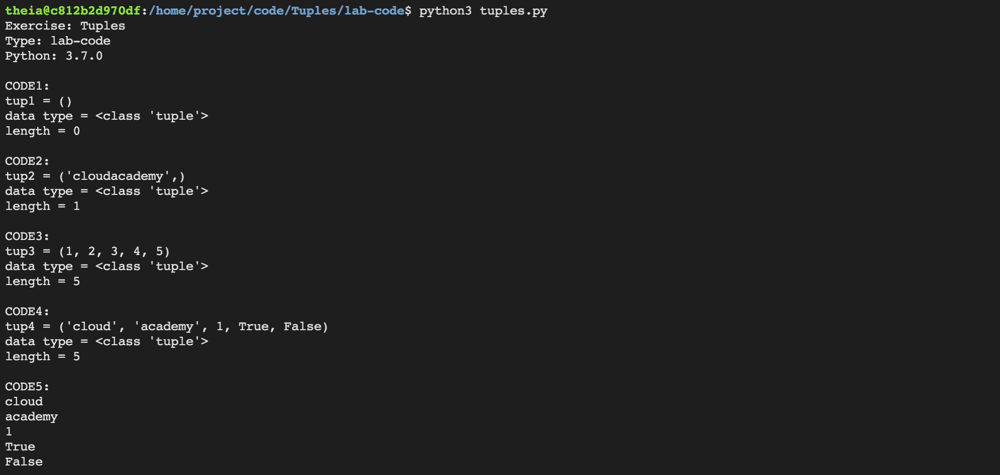 theia@c812b2d970df:/home/project/code/Tuples/lab-code$ python3 tuples.py
Exercise: Tuples
Type: lab-code
Python: 3.7.0
CODE1:
tup1 = ()
data type = <class 'tuple'>
length = 0
CODE2:
tup2 = ('cloudacademy',)
data type = <class 'tuple'>
length = 1
CODE3:
tup3 = (1, 2, 3, 4, 5)
data type = <class 'tuple'>
length = 5
CODE4:
tup4 = ('cloud', 'academy', 1, True, False)
data type = <class 'tuple'>
length = 5
CODE5:
cloud
academy
1
True
False